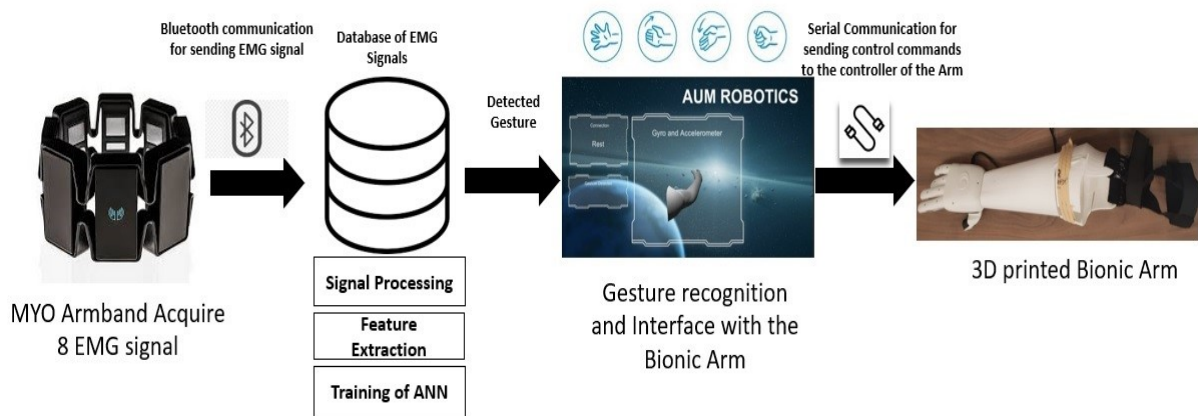 Bluetooth communication
for sending EMG signal
Database of EMG
Signals
Detected
Gesture
Serial Communication for
sending control commands
to the controller of the Arm
AUM ROBOTICS
Connection
Rest
Gyro and Accelerometer
MYO Armband Acquire
8 EMG signal
Signal Processing
Feature
Extraction
Training of ANN
Gesture recognition
and Interface with the
Bionic Arm
3D printed Bionic Arm